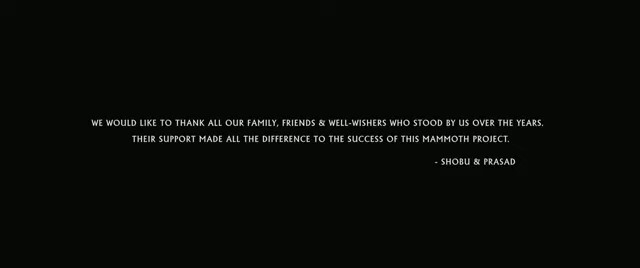 WE WOULD LIKE TO THANK ALL OUR FAMILY, FRIENDS & WELL-WISHERS WHO STOOD BY US OVER THE YEARS.
THEIR SUPPORT MADE ALL THE DIFFERENCE TO THE SUCCESS OF THIS MAMMOTH PROJECT.
- SHOBU & PRASAD